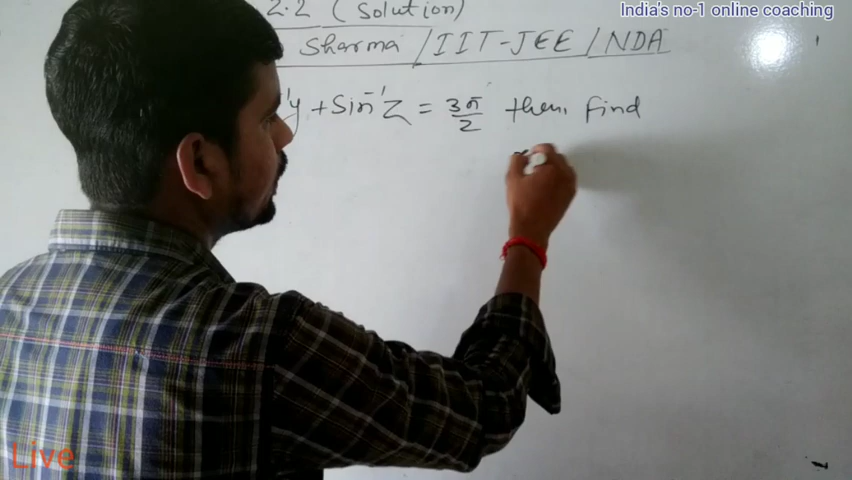 India's no-1 online coaching
2.2 (Solution)
Sharma / IIT-JEE / NDA
⁻¹y + Sin⁻¹z = 3π/2 then find
Live